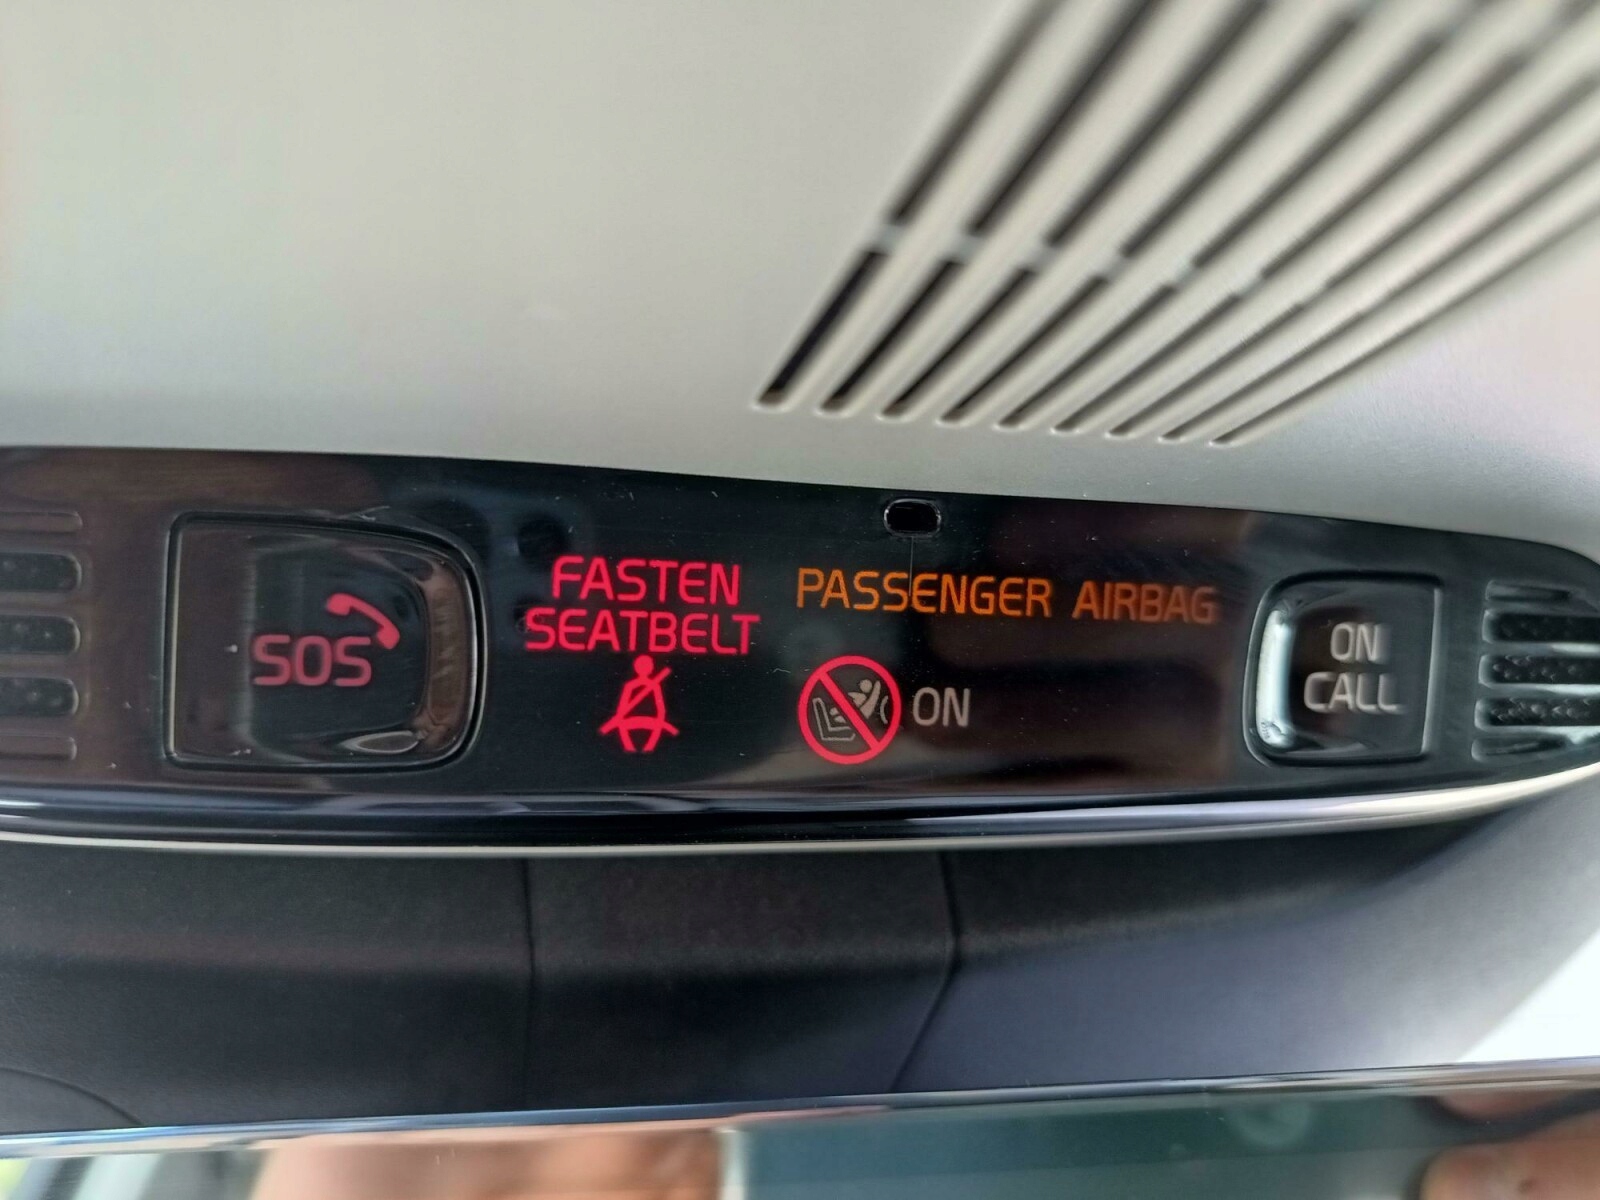 SOS
FASTEN
SEATBELT
PASSENGER AIRBAG
ON
ON
CALL